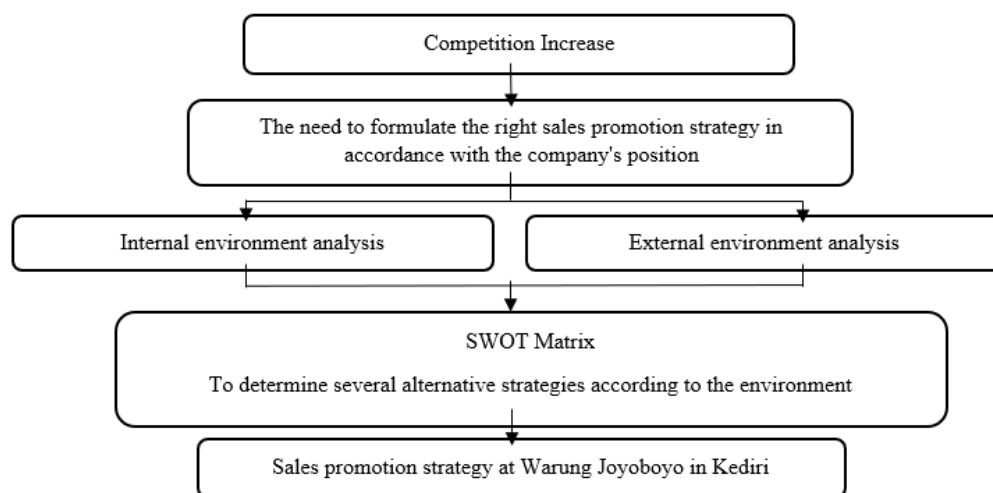 Competition Increase
The need to formulate the right sales promotion strategy in
accordance with the company's position
Internal environment analysis
External environment analysis
SWOT Matrix
To determine several alternative strategies according to the environment
Sales promotion strategy at Warung Joyoboyo in Kediri